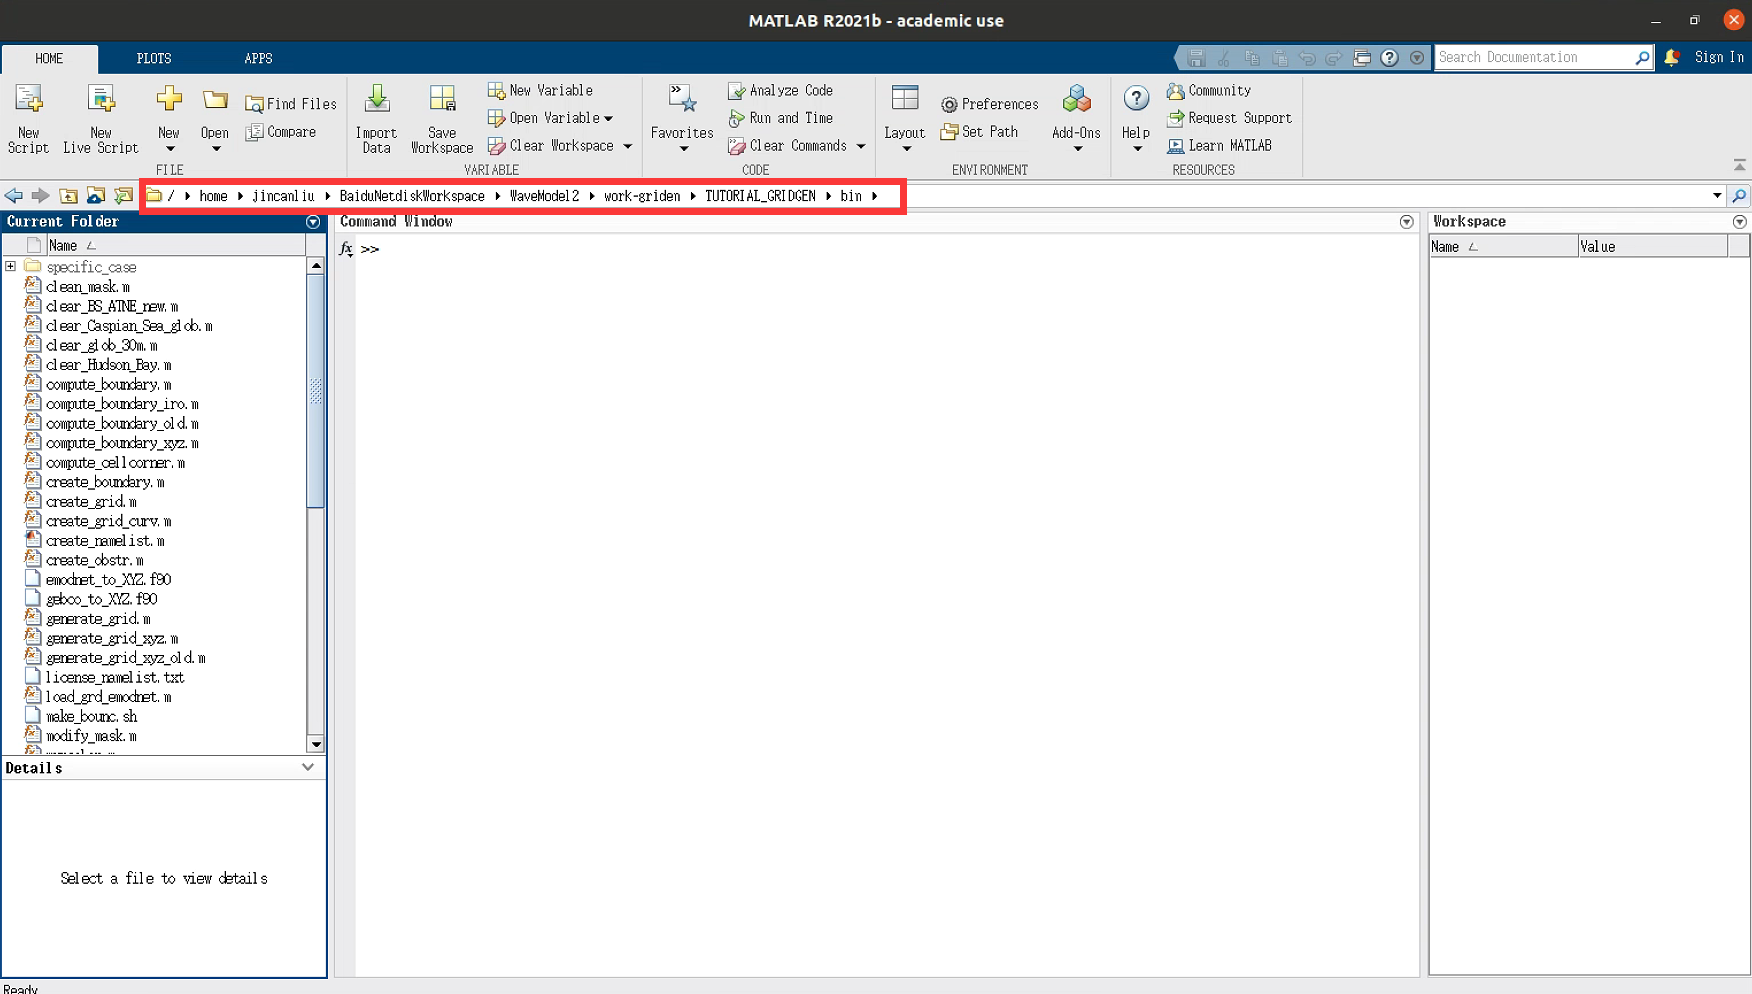 MATLAB R2021b - academic use
HOME PLOTS APPS Search Documentation Sign In
New Script
New Live Script
New
Open
Find Files
Compare
FILE
Import Data
Save Workspace
New Variable
Open Variable
Clear Workspace
VARIABLE
Favorites
Analyze Code
Run and Time
Clear Commands
CODE
Layout
Preferences
Set Path
Add-Ons
ENVIRONMENT
Help
Community
Request Support
Learn MATLAB
RESOURCES
/ home jincanliu BaiduNetdiskWorkspace WaveModel2 work-griden TUTORIAL_GRIDGEN bin
Current Folder
Name
specific_case
clean_mask.m
clear_BS_ATNE_new.m
clear_Caspian_Sea_glob.m
clear_glob_30m.m
clear_Hudson_Bay.m
compute_boundary.m
compute_boundary_iro.m
compute_boundary_old.m
compute_boundary_xyz.m
compute_cellcorner.m
create_boundary.m
create_grid.m
create_grid_curv.m
create_namelist.m
create_obstr.m
emodnet_to_XYZ.f90
gebco_to_XYZ.f90
generate_grid.m
generate_grid_xyz.m
generate_grid_xyz_old.m
license_namelist.txt
load_grd_emodnet.m
make_bounc.sh
modify_mask.m
Details
Select a file to view details
Command Window
fx >>
Workspace
Name Value
Ready